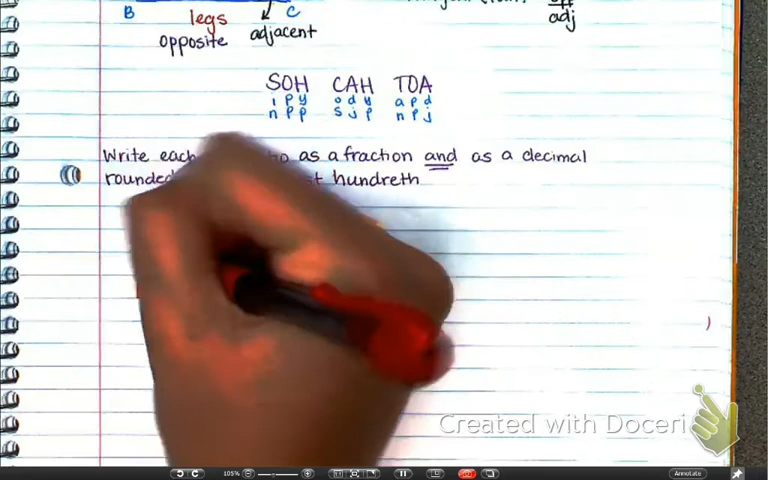 B legs C
opposite adjacent
adj
SOH CAH TOA
i p y o d y a p d
n p p s j p n p j
Write as a fraction and as a decimal
rounded hundreth
Created with Doceri
105%
Annotate